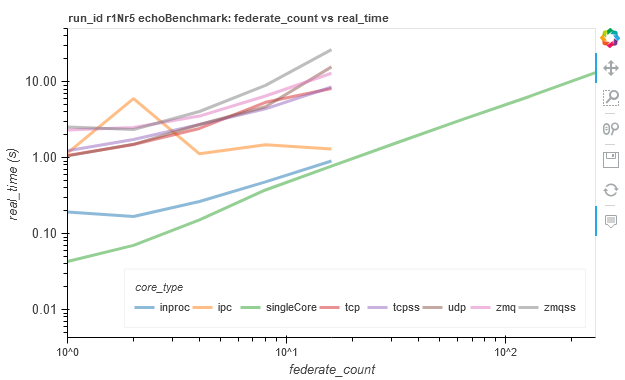 run_id r1Nr5 echoBenchmark: federate_count vs real_time
real_time (s)
10.00
1.00
0.10
0.01
core_type
inproc ipc singleCore tcp tcpss udp zmq zmqss
10^0 10^1 10^2
federate_count